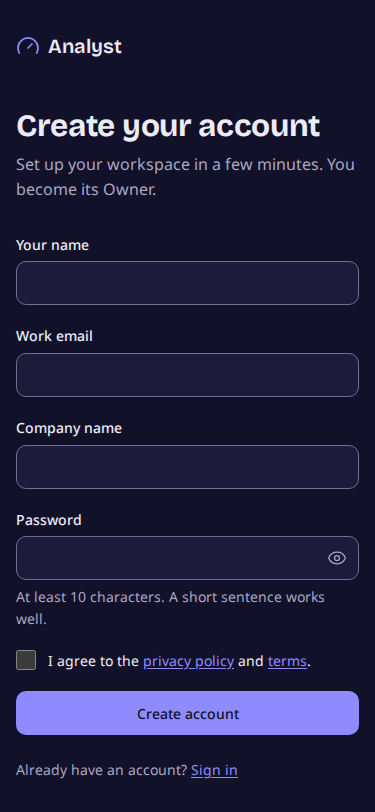 Analyst
Create your account
Set up your workspace in a few minutes. You
become its Owner.
Your name
Work email
Company name
Password
At least 10 characters. A short sentence works
well.
I agree to the privacy policy and terms.
Create account
Already have an account? Sign in